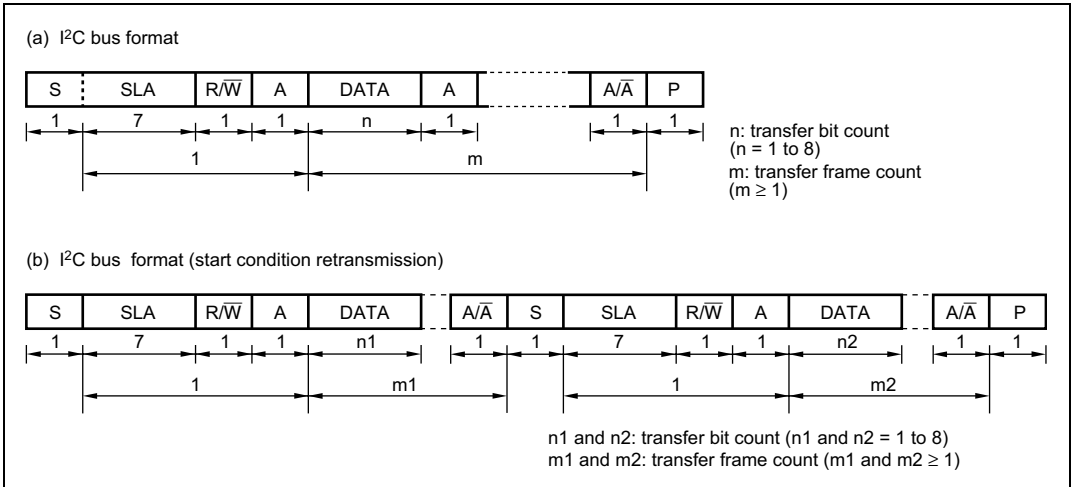 (a) I²C bus format
S SLA R/W̅ A DATA A A/A̅ P
1 7 1 1 n 1 1 1
1 m
n: transfer bit count
(n = 1 to 8)
m: transfer frame count
(m ≥ 1)
(b) I²C bus format (start condition retransmission)
S SLA R/W̅ A DATA A/A̅ S SLA R/W̅ A DATA A/A̅ P
1 7 1 1 n1 1 1 7 1 1 n2 1 1
1 m1 1 m2
n1 and n2: transfer bit count (n1 and n2 = 1 to 8)
m1 and m2: transfer frame count (m1 and m2 ≥ 1)